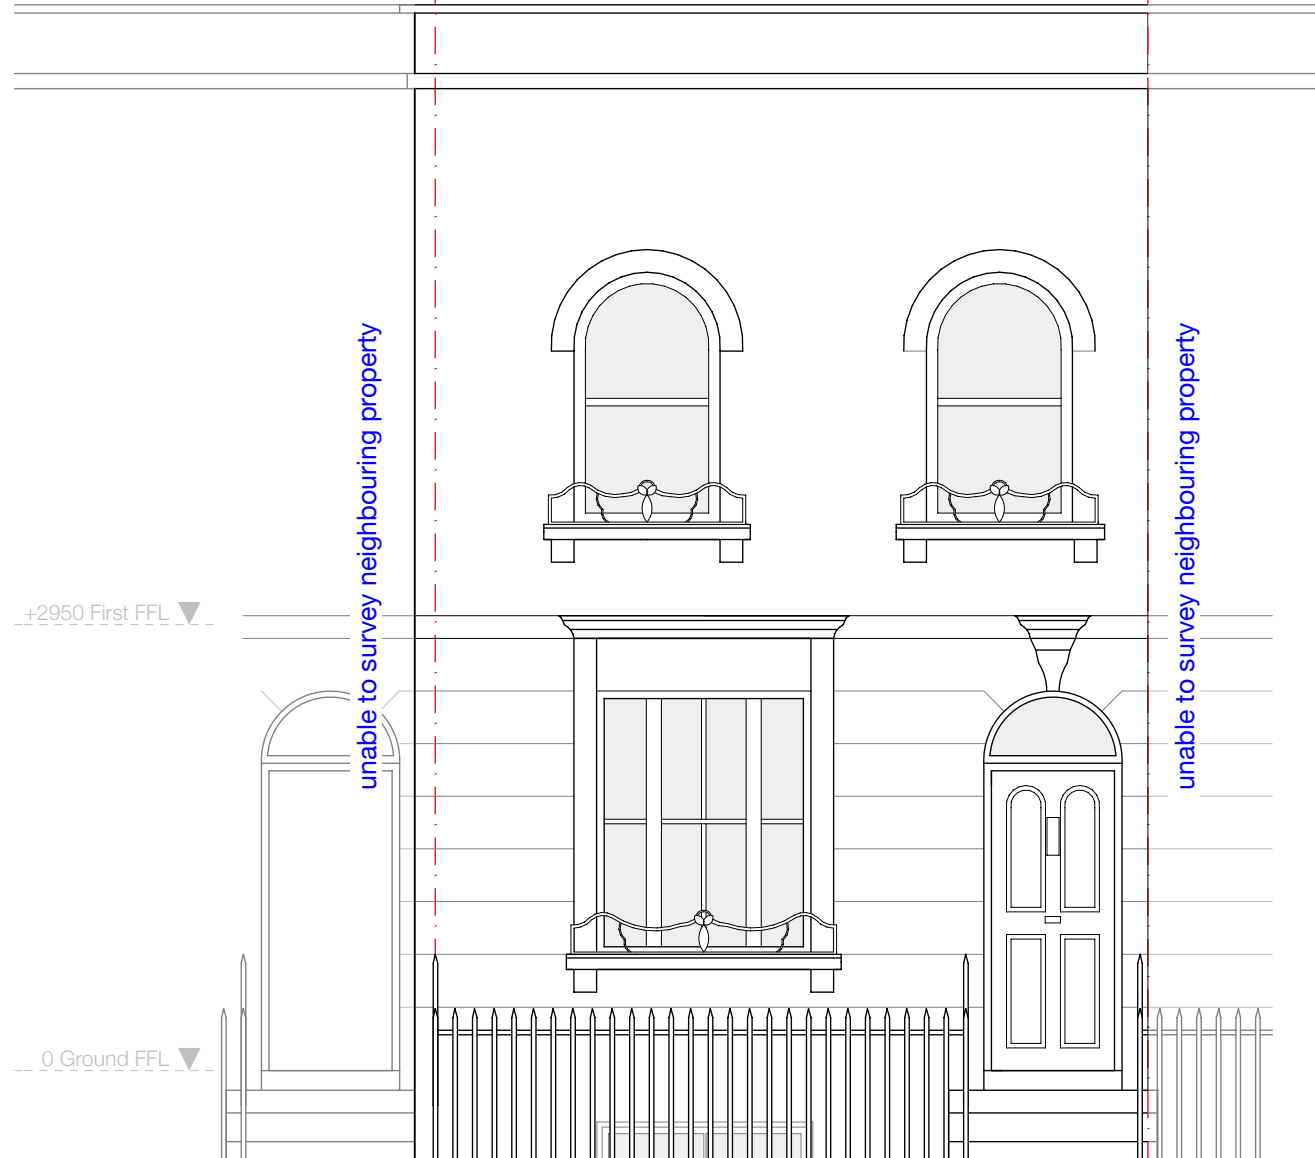 unable to survey neighbouring property
unable to survey neighbouring property
+2950 First FFL
0 Ground FFL